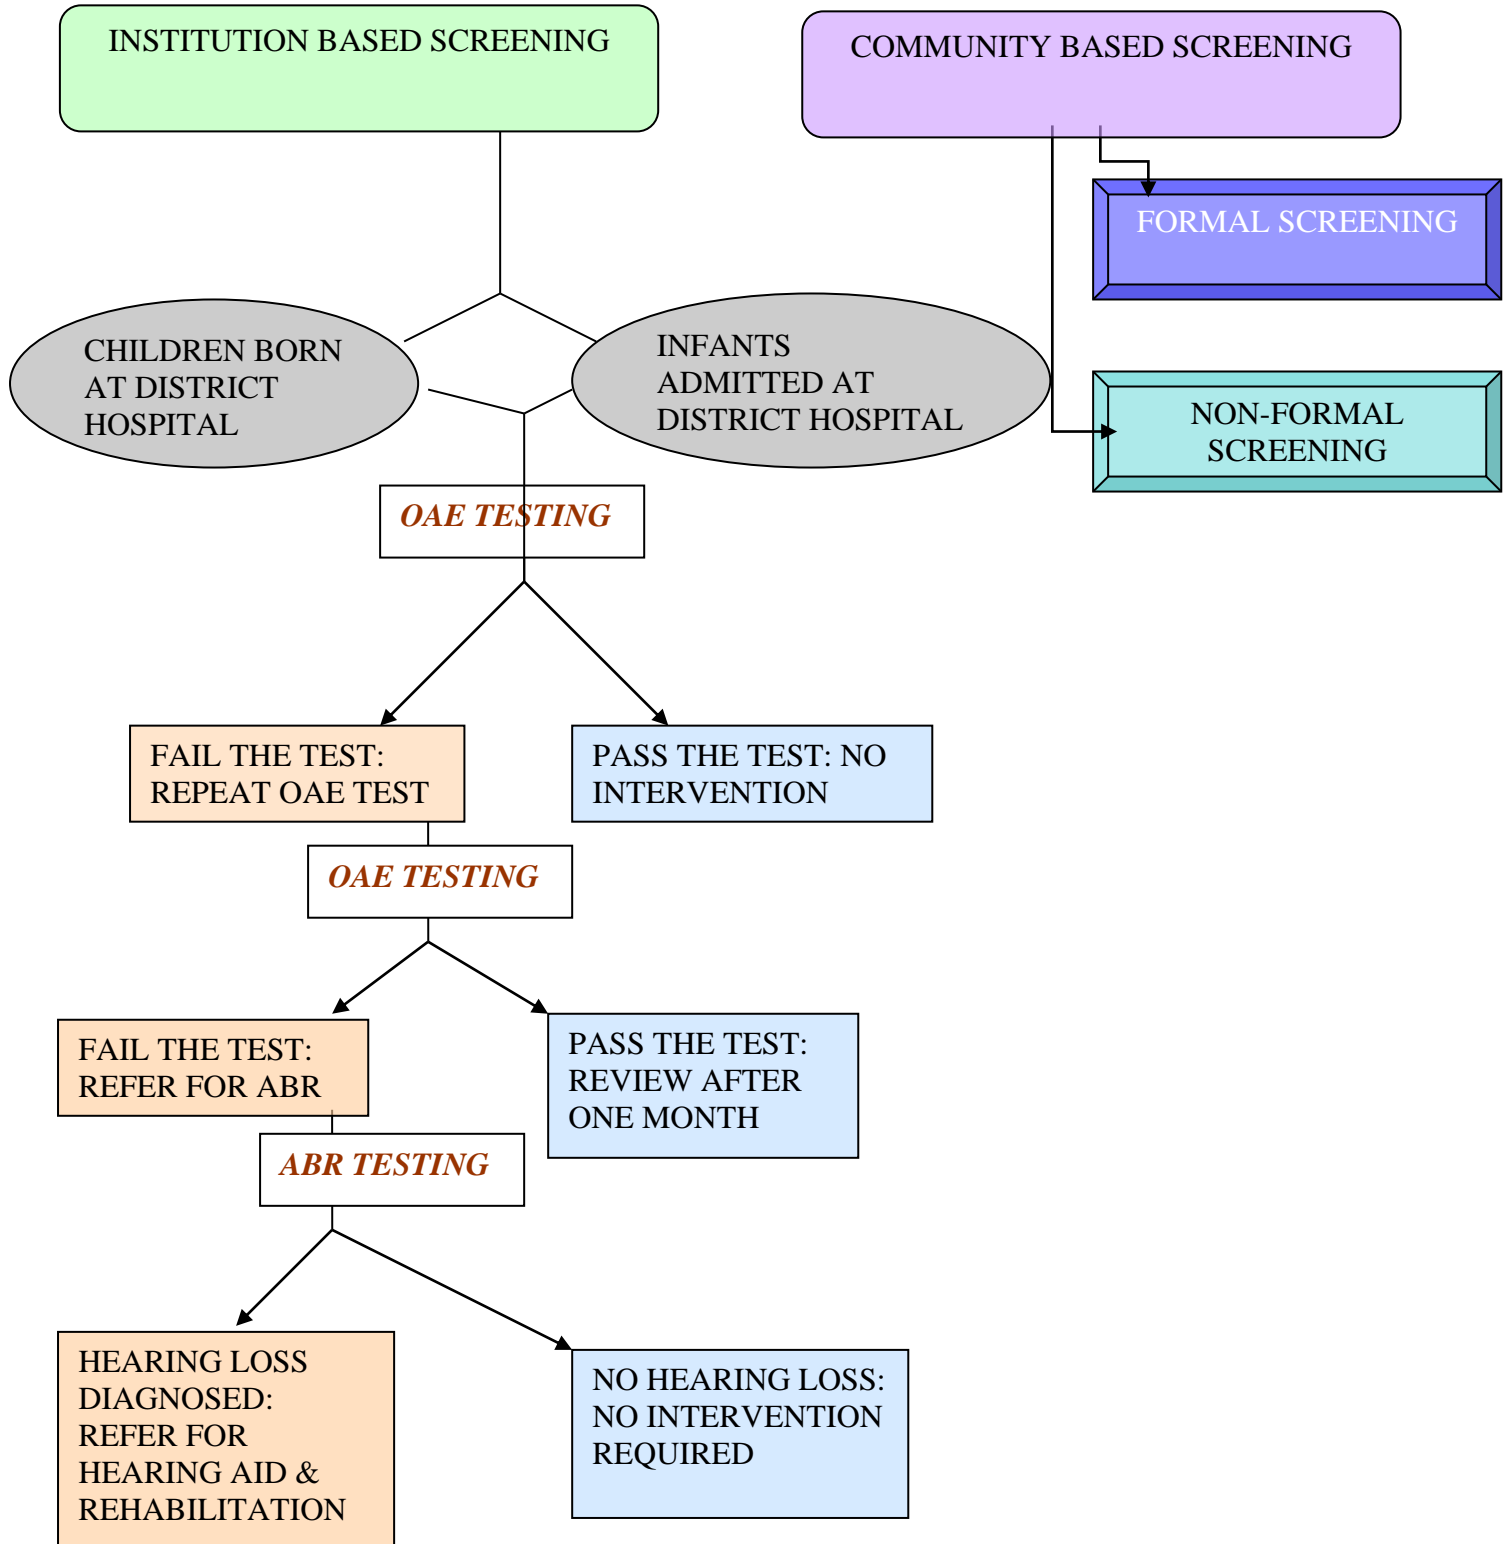 INSTITUTION BASED SCREENING
COMMUNITY BASED SCREENING
FORMAL SCREENING
CHILDREN BORN
AT DISTRICT
HOSPITAL
INFANTS
ADMITTED AT
DISTRICT HOSPITAL
NON-FORMAL
SCREENING
OAE TESTING
FAIL THE TEST:
REPEAT OAE TEST
PASS THE TEST: NO
INTERVENTION
OAE TESTING
FAIL THE TEST:
REFER FOR ABR
PASS THE TEST:
REVIEW AFTER
ONE MONTH
ABR TESTING
HEARING LOSS
DIAGNOSED:
REFER FOR
HEARING AID &
REHABILITATION
NO HEARING LOSS:
NO INTERVENTION
REQUIRED